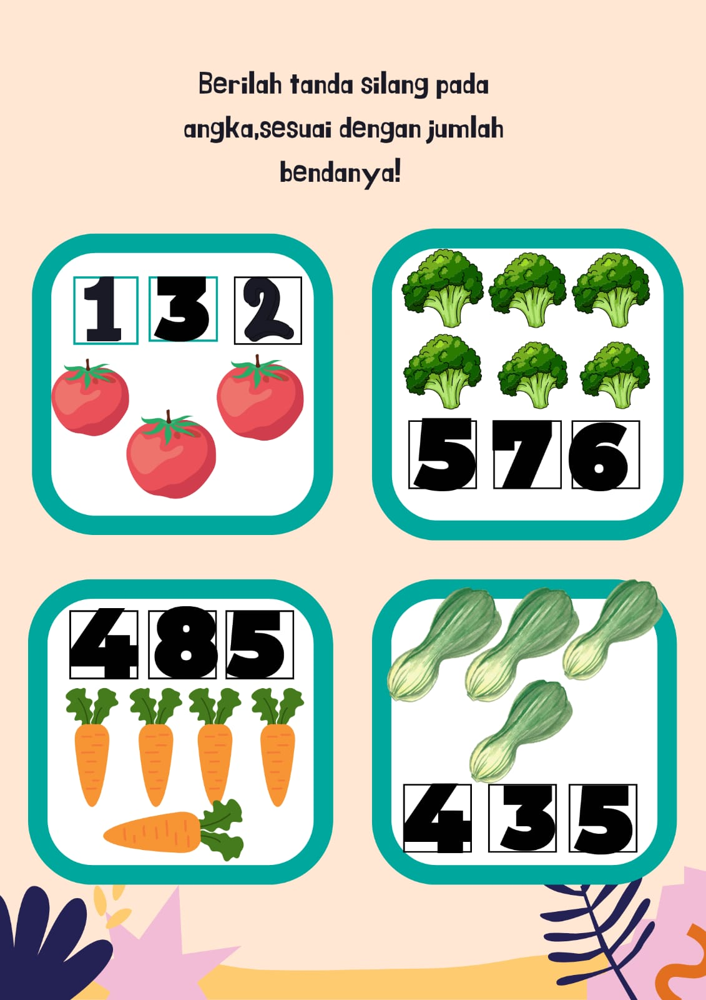 Berilah tanda silang pada
angka,sesuai dengan jumlah
bendanya!
1 3 2
5 7 6
4 8 5
4 3 5